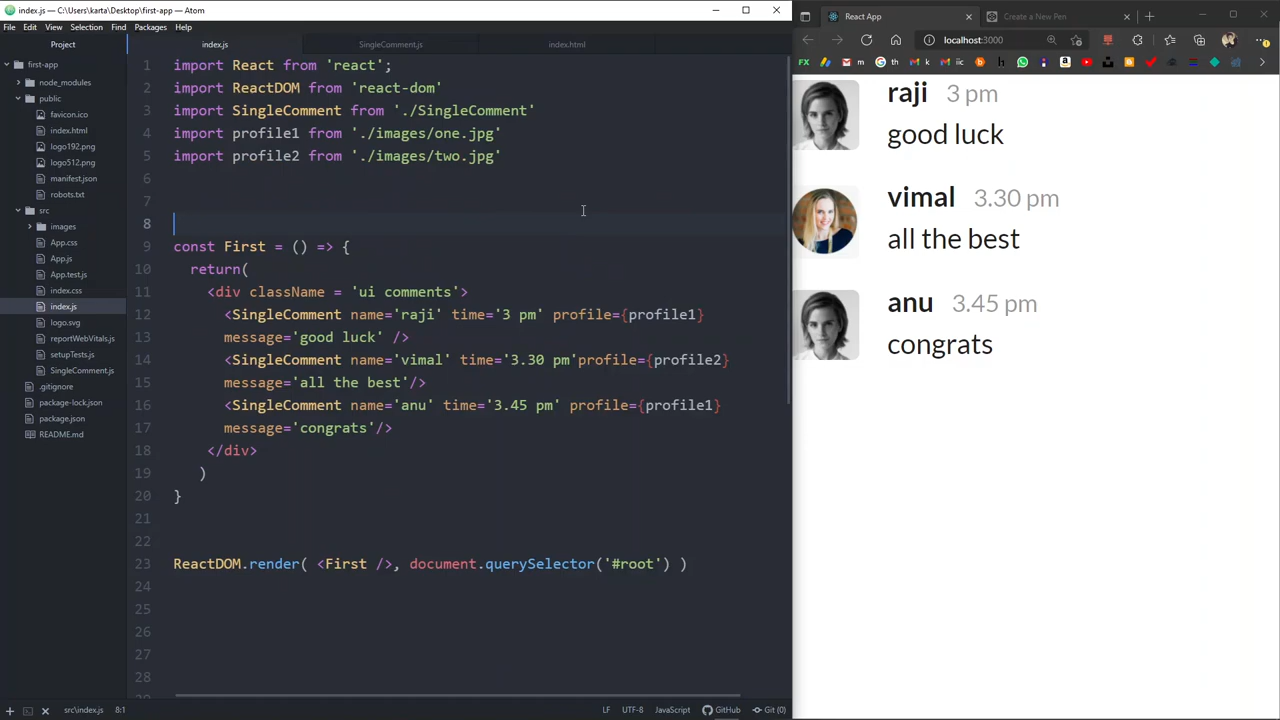 index.js — C:\Users\karta\Desktop\first-app — Atom
File Edit View Selection Find Packages Help
Project
first-app
node_modules
public
favicon.ico
index.html
logo192.png
logo512.png
manifest.json
robots.txt
src
images
App.css
App.js
App.test.js
index.css
index.js
logo.svg
reportWebVitals.js
setupTests.js
SingleComment.js
.gitignore
package-lock.json
package.json
README.md
index.js SingleComment.js index.html
1 import React from 'react';
2 import ReactDOM from 'react-dom'
3 import SingleComment from './SingleComment'
4 import profile1 from './images/one.jpg'
5 import profile2 from './images/two.jpg'
6
7
8
9 const First = () => {
10 return(
11 <div className = 'ui comments'>
12 <SingleComment name='raji' time='3 pm' profile={profile1}
13 message='good luck' />
14 <SingleComment name='vimal' time='3.30 pm'profile={profile2}
15 message='all the best'/>
16 <SingleComment name='anu' time='3.45 pm' profile={profile1}
17 message='congrats'/>
18 </div>
19 )
20 }
21
22
23 ReactDOM.render( <First />, document.querySelector('#root') )
24
25
26
27
28
src\index.js 8:1 LF UTF-8 JavaScript GitHub Git (0)
React App Create a New Pen
localhost:3000
FX m G th k iic b h
raji 3 pm
good luck
vimal 3.30 pm
all the best
anu 3.45 pm
congrats